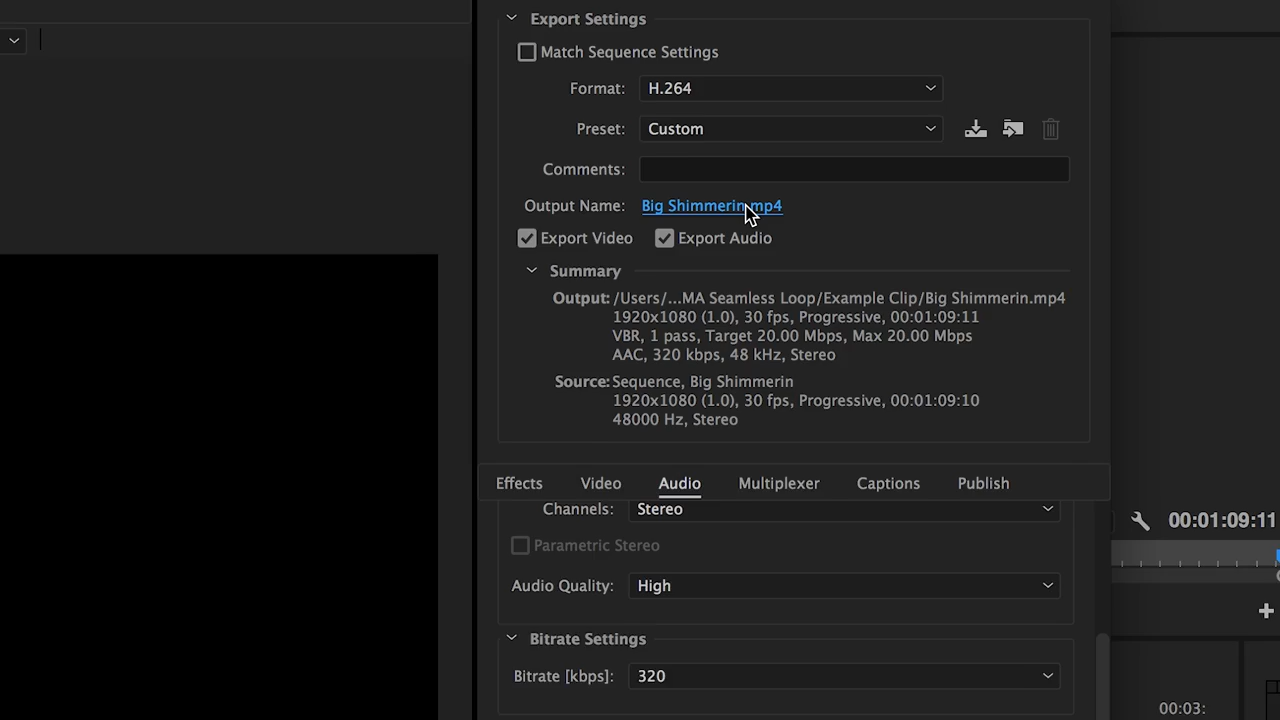 Export Settings
Match Sequence Settings
Format: H.264
Preset: Custom
Comments:
Output Name: Big Shimmerin.mp4
Export Video Export Audio
Summary
Output: /Users/...MA Seamless Loop/Example Clip/Big Shimmerin.mp4
1920x1080 (1.0), 30 fps, Progressive, 00:01:09:11
VBR, 1 pass, Target 20.00 Mbps, Max 20.00 Mbps
AAC, 320 kbps, 48 kHz, Stereo
Source: Sequence, Big Shimmerin
1920x1080 (1.0), 30 fps, Progressive, 00:01:09:10
48000 Hz, Stereo
Effects Video Audio Multiplexer Captions Publish
Channels: Stereo
00:01:09:11
Parametric Stereo
Audio Quality: High
Bitrate Settings
Bitrate [kbps]: 320
00:03: